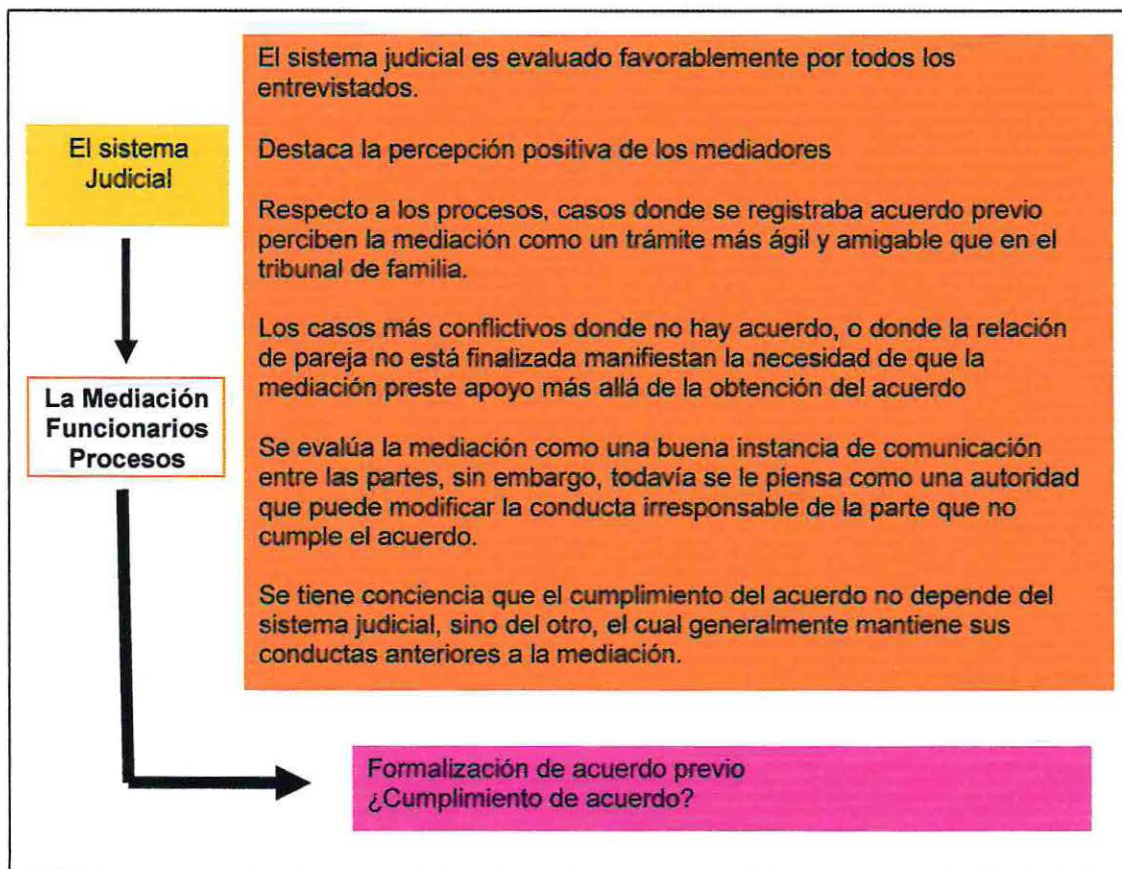 El sistema
Judicial
El sistema judicial es evaluado favorablemente por todos los
entrevistados.
Destaca la percepción positiva de los mediadores
Respecto a los procesos, casos donde se registraba acuerdo previo
perciben la mediación como un trámite más ágil y amigable que en el
tribunal de familia.
Los casos más conflictivos donde no hay acuerdo, o donde la relación
de pareja no está finalizada manifiestan la necesidad de que la
mediación preste apoyo más allá de la obtención del acuerdo
Se evalúa la mediación como una buena instancia de comunicación
entre las partes, sin embargo, todavía se le piensa como una autoridad
que puede modificar la conducta irresponsable de la parte que no
cumple el acuerdo.
Se tiene conciencia que el cumplimiento del acuerdo no depende del
sistema judicial, sino del otro, el cual generalmente mantiene sus
conductas anteriores a la mediación.
La Mediación
Funcionarios
Procesos
Formalización de acuerdo previo
¿Cumplimiento de acuerdo?